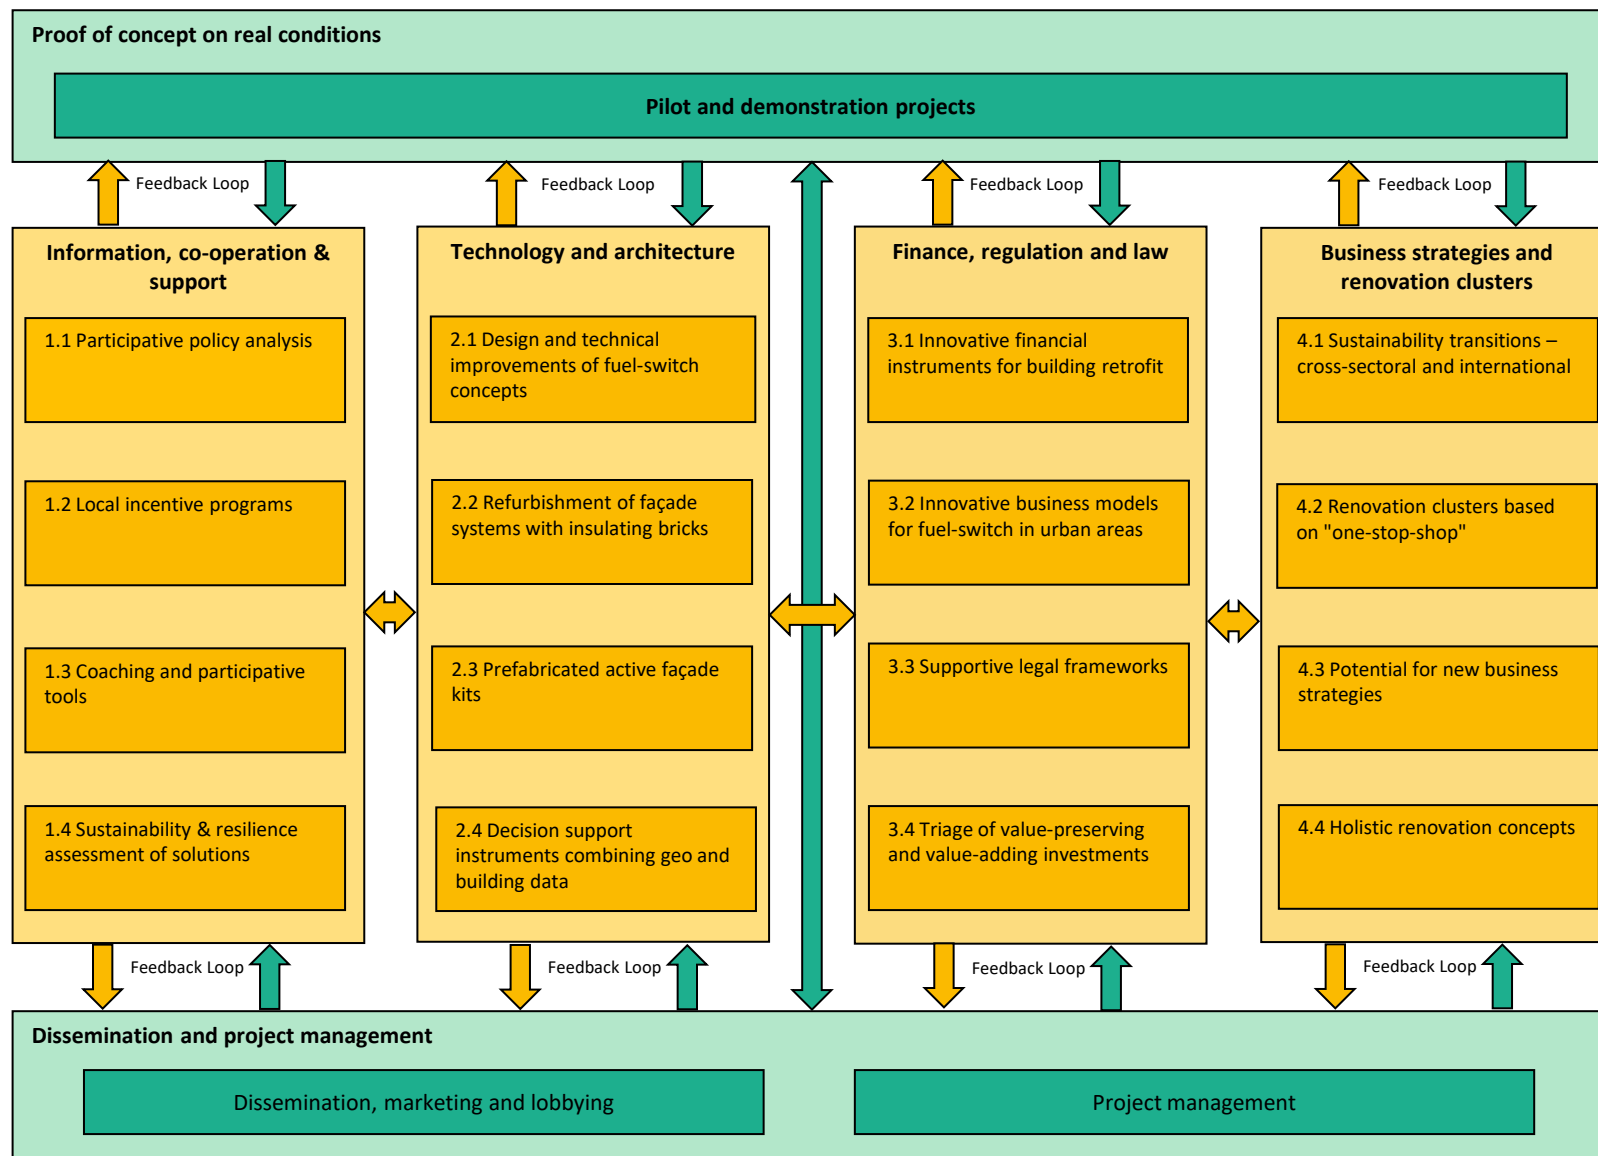 Proof of concept on real conditions
Pilot and demonstration projects
Feedback Loop
Feedback Loop
Feedback Loop
Feedback Loop
Information, co-operation &
support
1.1 Participative policy analysis
1.2 Local incentive programs
1.3 Coaching and participative
tools
1.4 Sustainability & resilience
assessment of solutions
Technology and architecture
2.1 Design and technical
improvements of fuel-switch
concepts
2.2 Refurbishment of façade
systems with insulating bricks
2.3 Prefabricated active façade
kits
2.4 Decision support
instruments combining geo and
building data
Finance, regulation and law
3.1 Innovative financial
instruments for building retrofit
3.2 Innovative business models
for fuel-switch in urban areas
3.3 Supportive legal frameworks
3.4 Triage of value-preserving
and value-adding investments
Business strategies and
renovation clusters
4.1 Sustainability transitions –
cross-sectoral and international
4.2 Renovation clusters based
on "one-stop-shop"
4.3 Potential for new business
strategies
4.4 Holistic renovation concepts
Feedback Loop
Feedback Loop
Feedback Loop
Feedback Loop
Dissemination and project management
Dissemination, marketing and lobbying
Project management